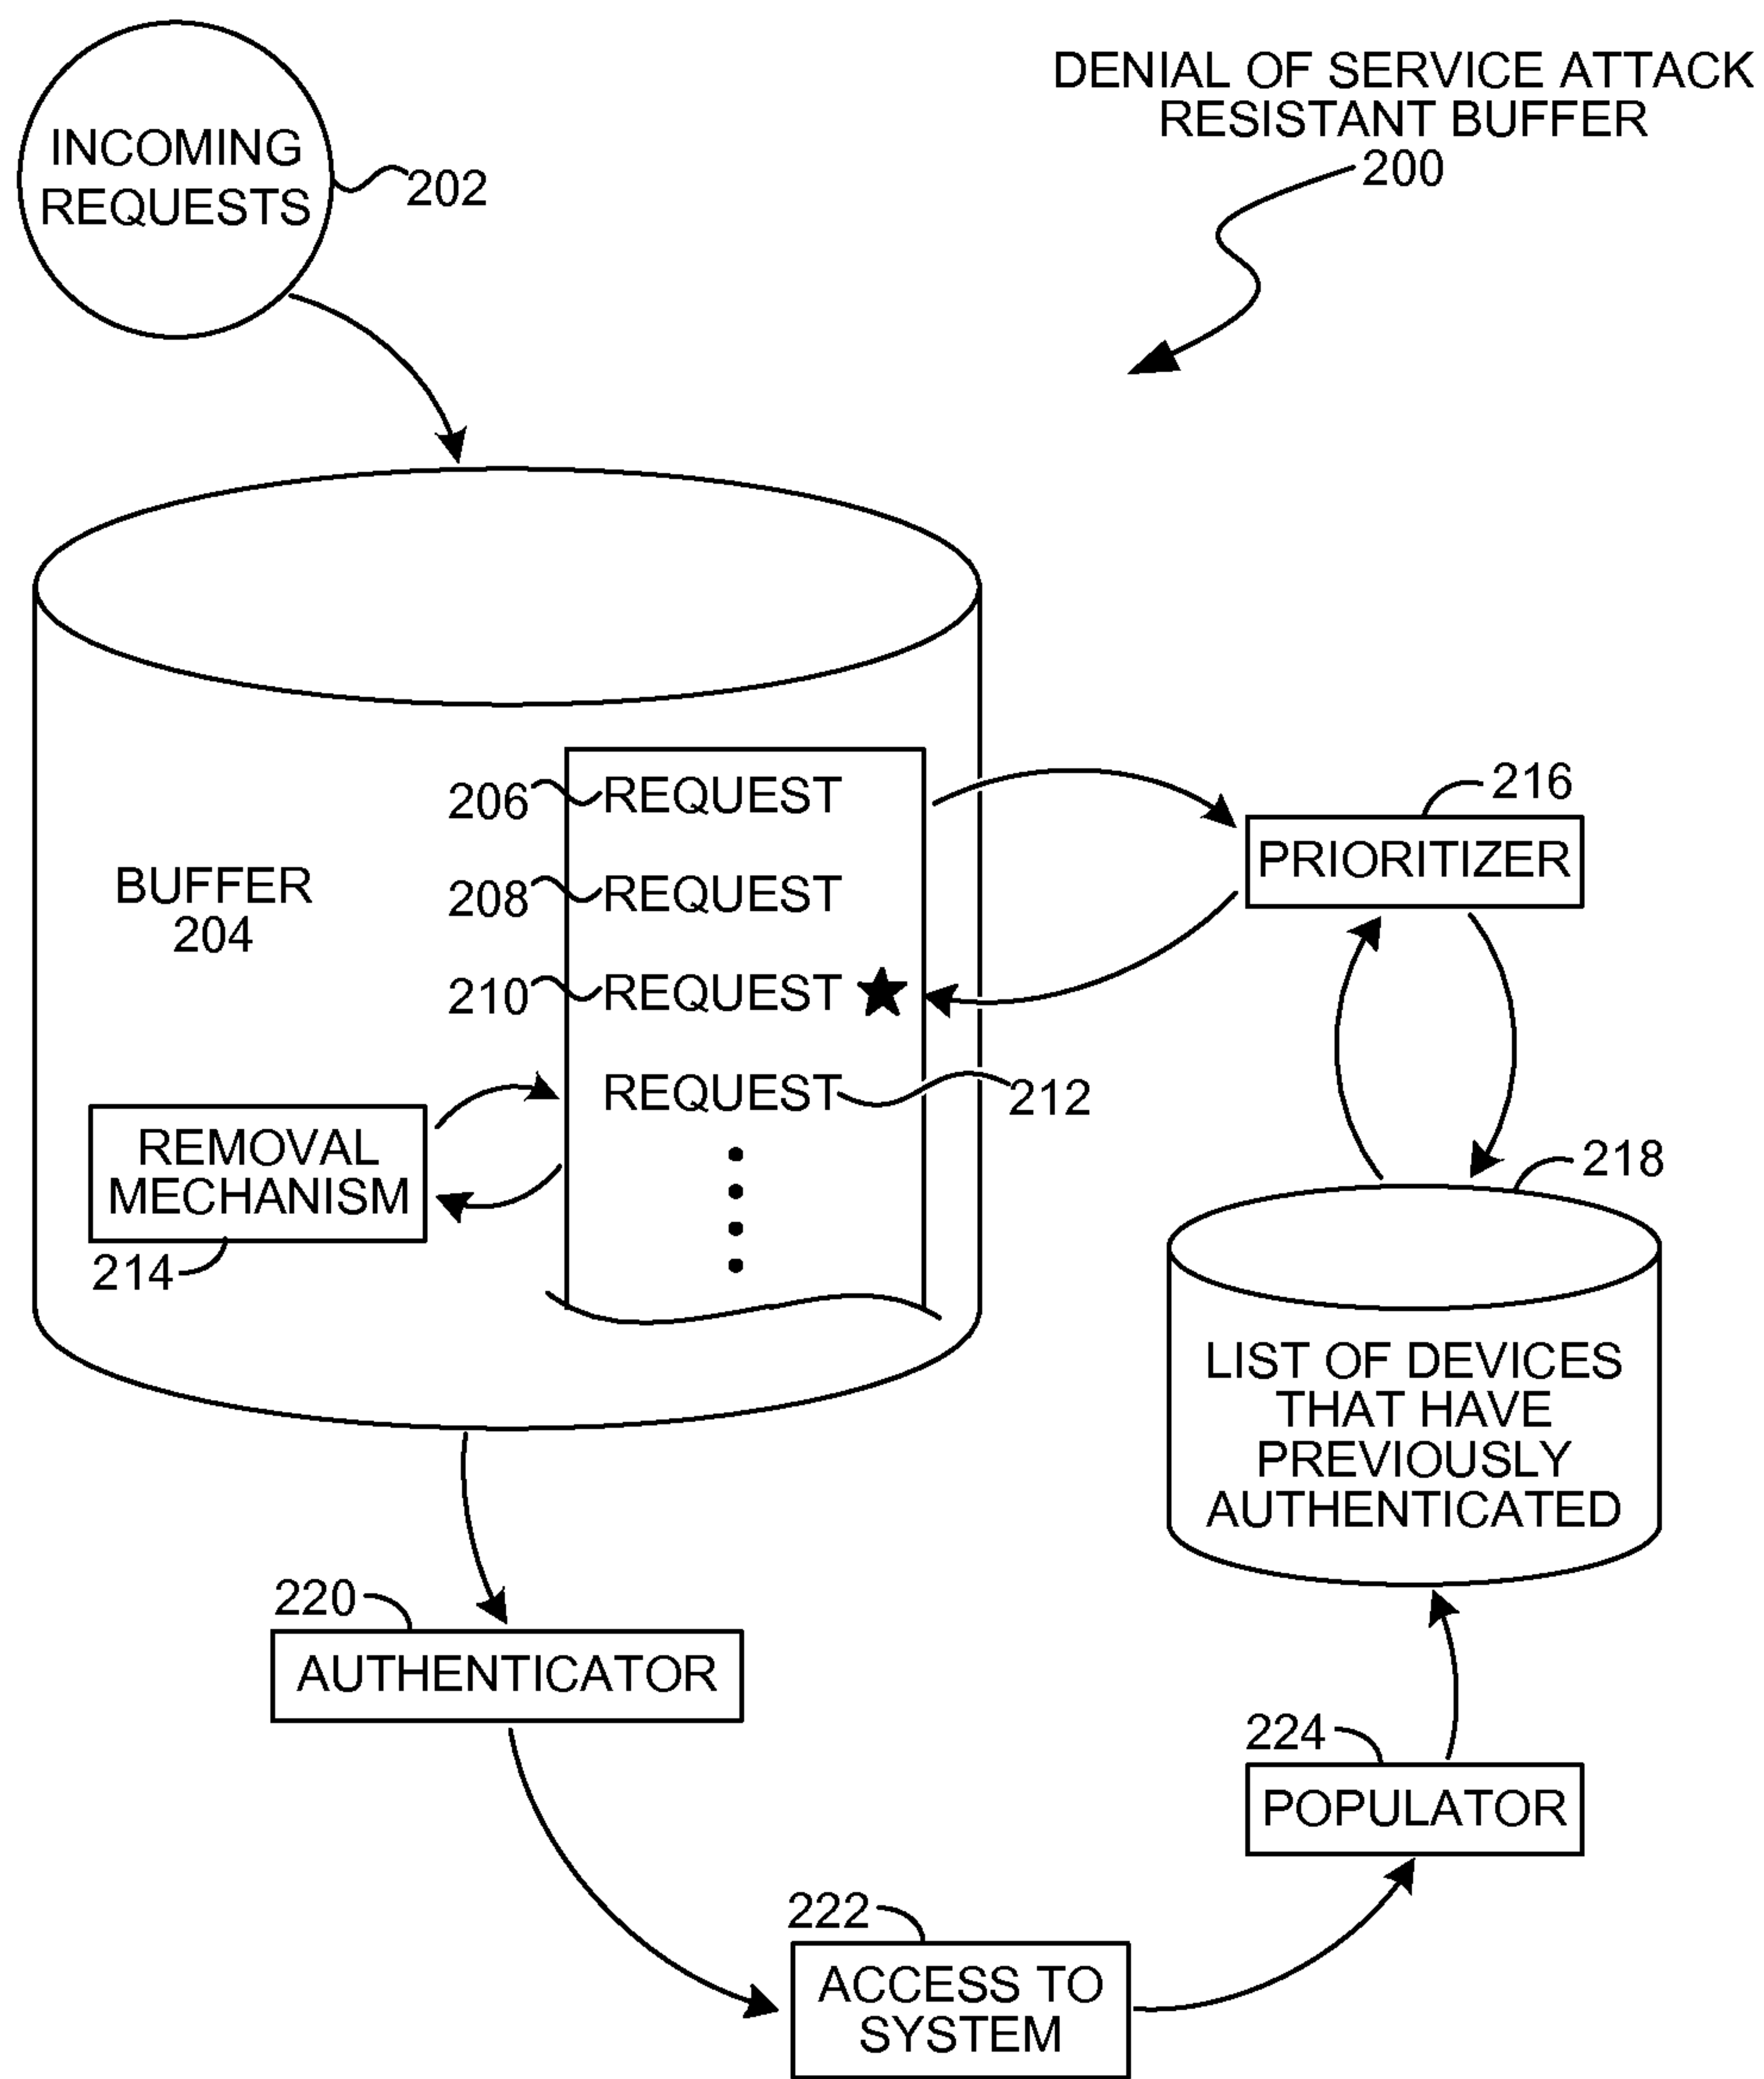 INCOMING
REQUESTS
202
DENIAL OF SERVICE ATTACK
RESISTANT BUFFER
200
BUFFER
204
206 REQUEST
208 REQUEST
210 REQUEST
REQUEST 212
REMOVAL
MECHANISM
214
216
PRIORITIZER
218
LIST OF DEVICES
THAT HAVE
PREVIOUSLY
AUTHENTICATED
220
AUTHENTICATOR
224
POPULATOR
222
ACCESS TO
SYSTEM